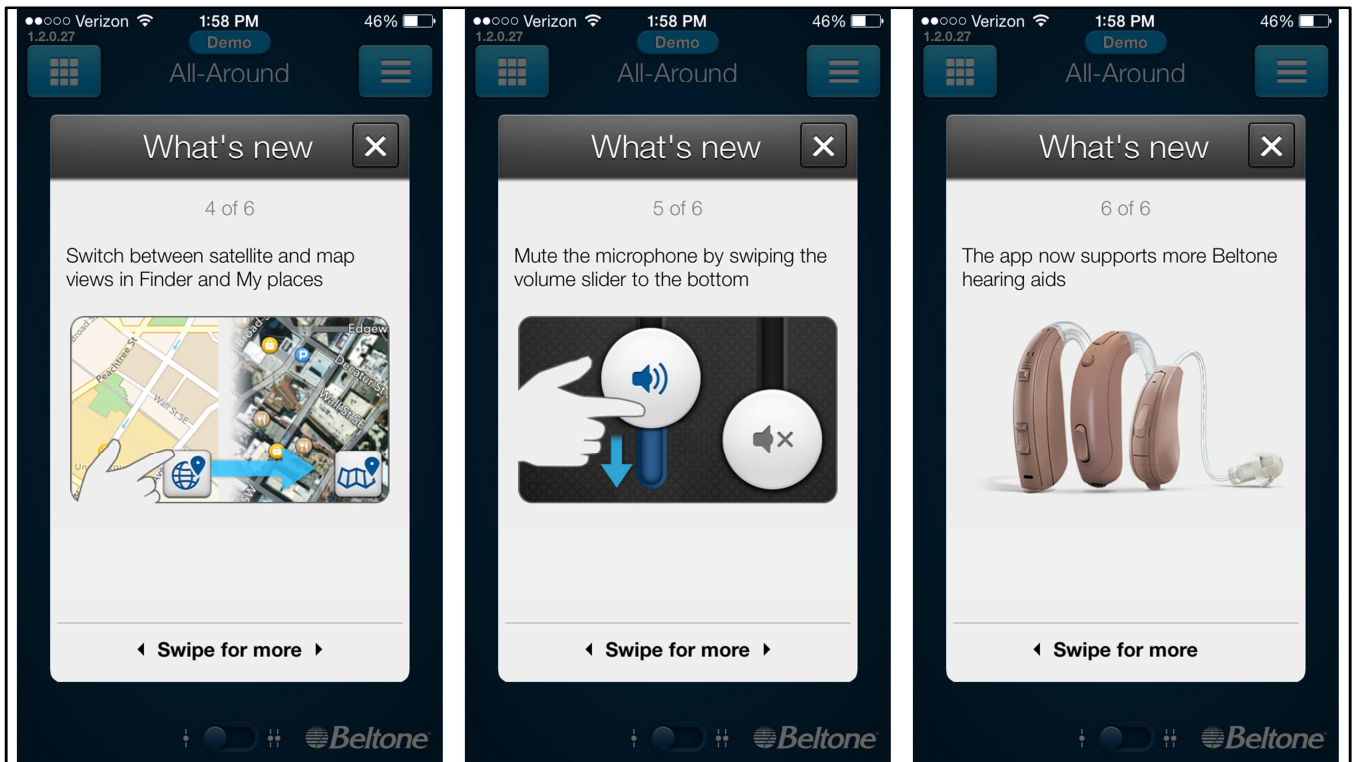 Verizon 1:58 PM 46%
1.2.0.27
Demo
All-Around
What's new
4 of 6
Switch between satellite and map
views in Finder and My places
Broad S
Edgew
Peachtree St
Decatur St
Wall St SE
Wall St SE
P
SW
Swipe for more
Beltone
Verizon 1:58 PM 46%
1.2.0.27
Demo
All-Around
What's new
5 of 6
Mute the microphone by swiping the
volume slider to the bottom
Swipe for more
Beltone
Verizon 1:58 PM 46%
1.2.0.27
Demo
All-Around
What's new
6 of 6
The app now supports more Beltone
hearing aids
Swipe for more
Beltone